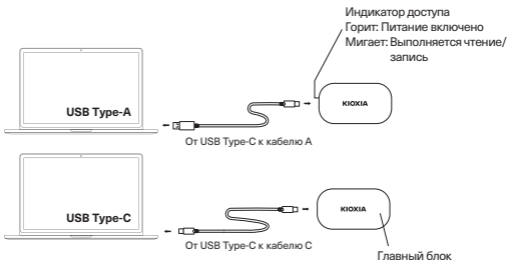 Индикатор доступа
Горит: Питание включено
Мигает: Выполняется чтение/
запись
USB Type-A
KIOXIA
От USB Type-C к кабелю A
USB Type-C
KIOXIA
От USB Type-C к кабелю C
Главный блок